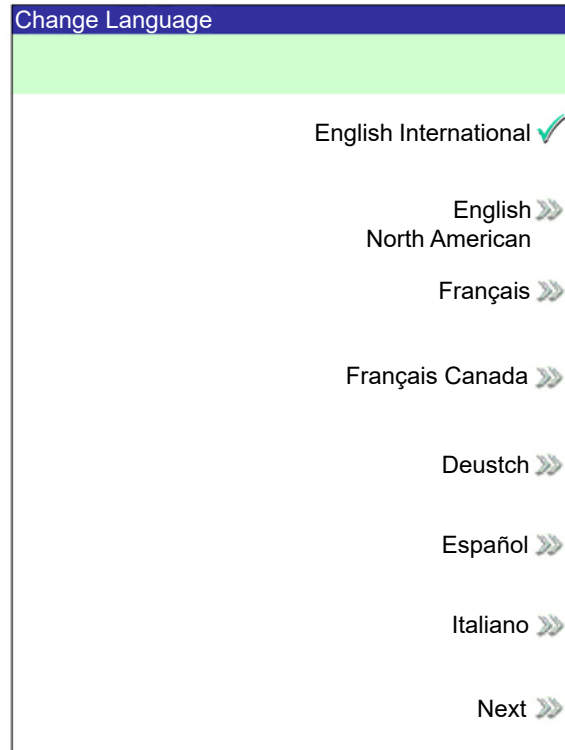 Change Language
English International
English
North American
Français
Français Canada
Deustch
Español
Italiano
Next